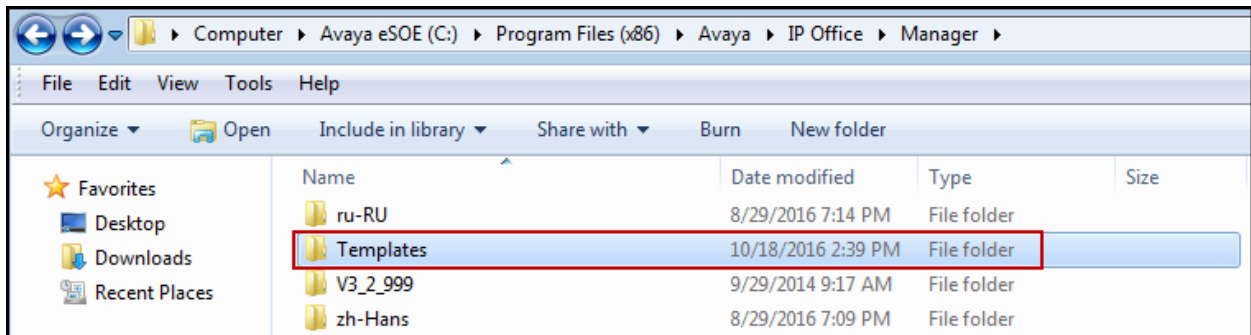 Computer ▸ Avaya eSOE (C:) ▸ Program Files (x86) ▸ Avaya ▸ IP Office ▸ Manager ▸
File Edit View Tools Help
Organize ▾ Open Include in library ▾ Share with ▾ Burn New folder
Favorites
Desktop
Downloads
Recent Places
Name Date modified Type Size
ru-RU 8/29/2016 7:14 PM File folder
Templates 10/18/2016 2:39 PM File folder
V3_2_999 9/29/2014 9:17 AM File folder
zh-Hans 8/29/2016 7:09 PM File folder